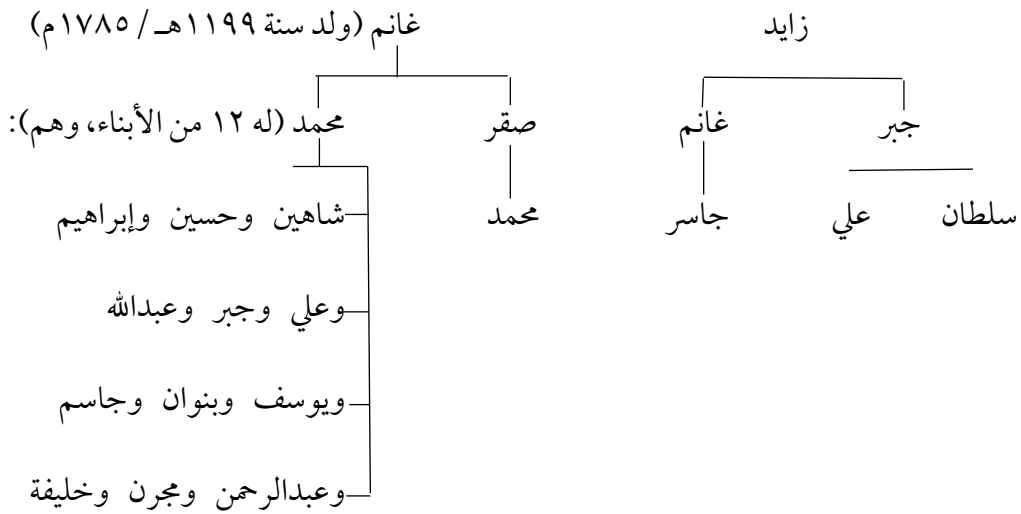 زايد غانم (ولد سنة ١١٩٩هـ / ١٧٨٥م)
جبر غانم صقر محمد (له ١٢ من الأبناء، وهم):
سلطان علي جاسر محمد شاهين وحسين وإبراهيم
وعلي وجبر وعبدالله
ويوسف وبنوان وجاسم
وعبدالرحمن ومجرن وخليفة